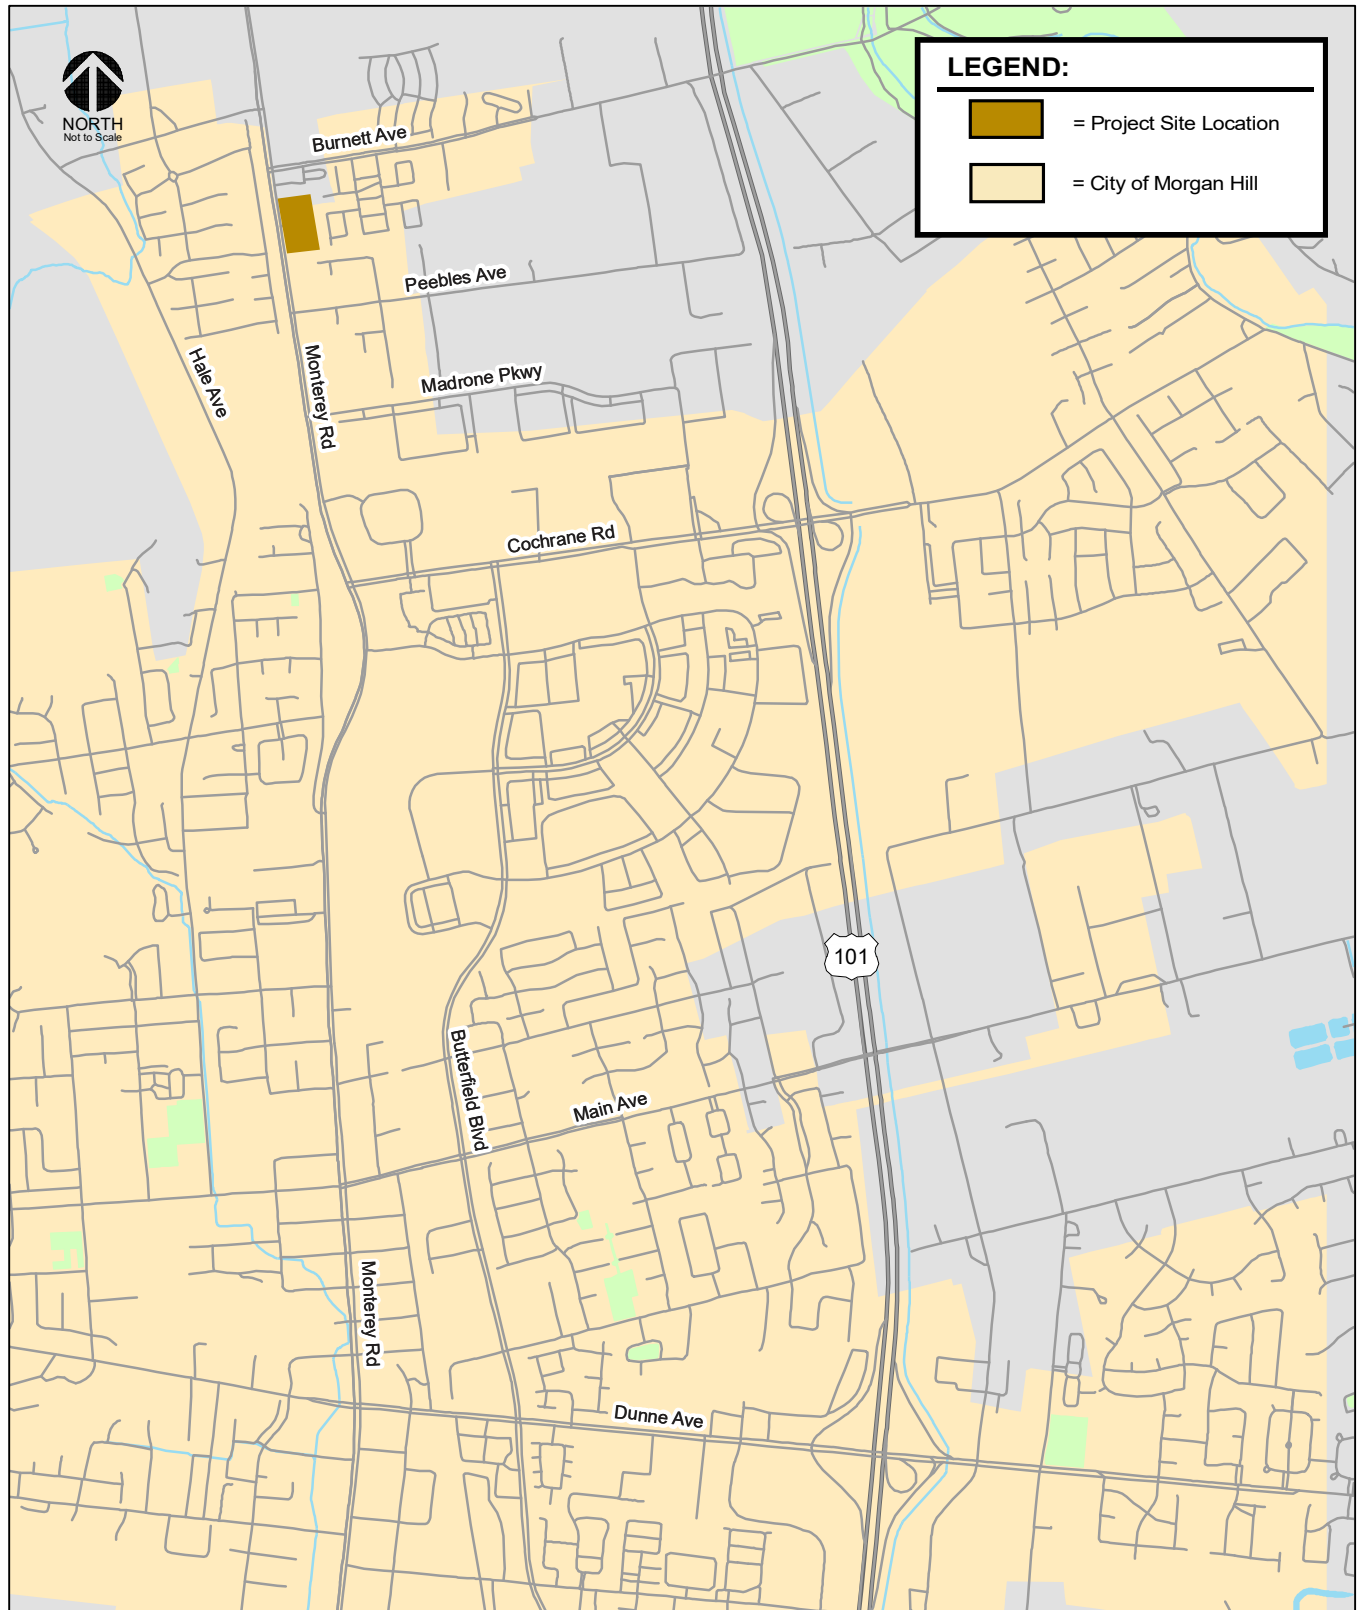 NORTH
Not to Scale
LEGEND:
= Project Site Location
= City of Morgan Hill
Burnett Ave
Peebles Ave
Hale Ave
Monterey Rd
Madrone Pkwy
Cochrane Rd
101
Butterfield Blvd
Main Ave
Monterey Rd
Dunne Ave